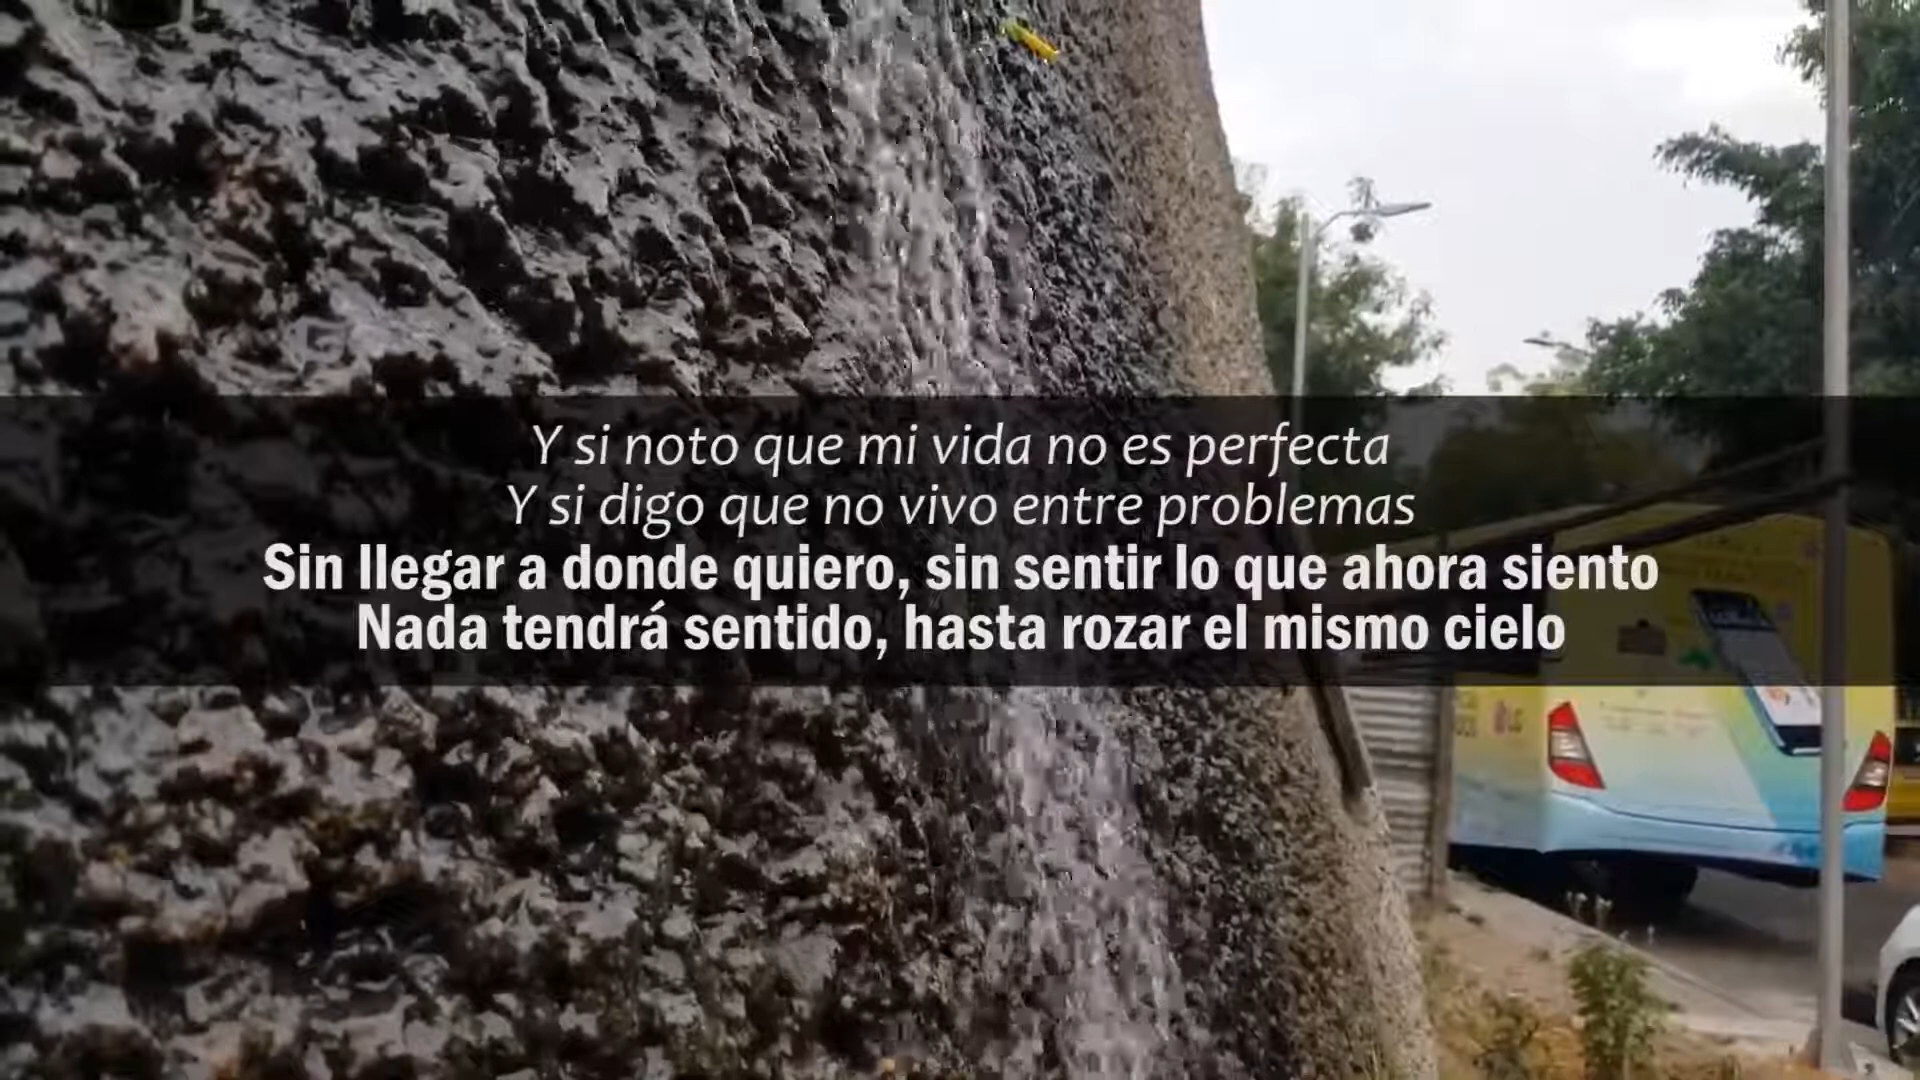 Y si noto que mi vida no es perfecta
Y si digo que no vivo entre problemas
Sin llegar a donde quiero, sin sentir lo que ahora siento
Nada tendrá sentido, hasta rozar el mismo cielo
LG